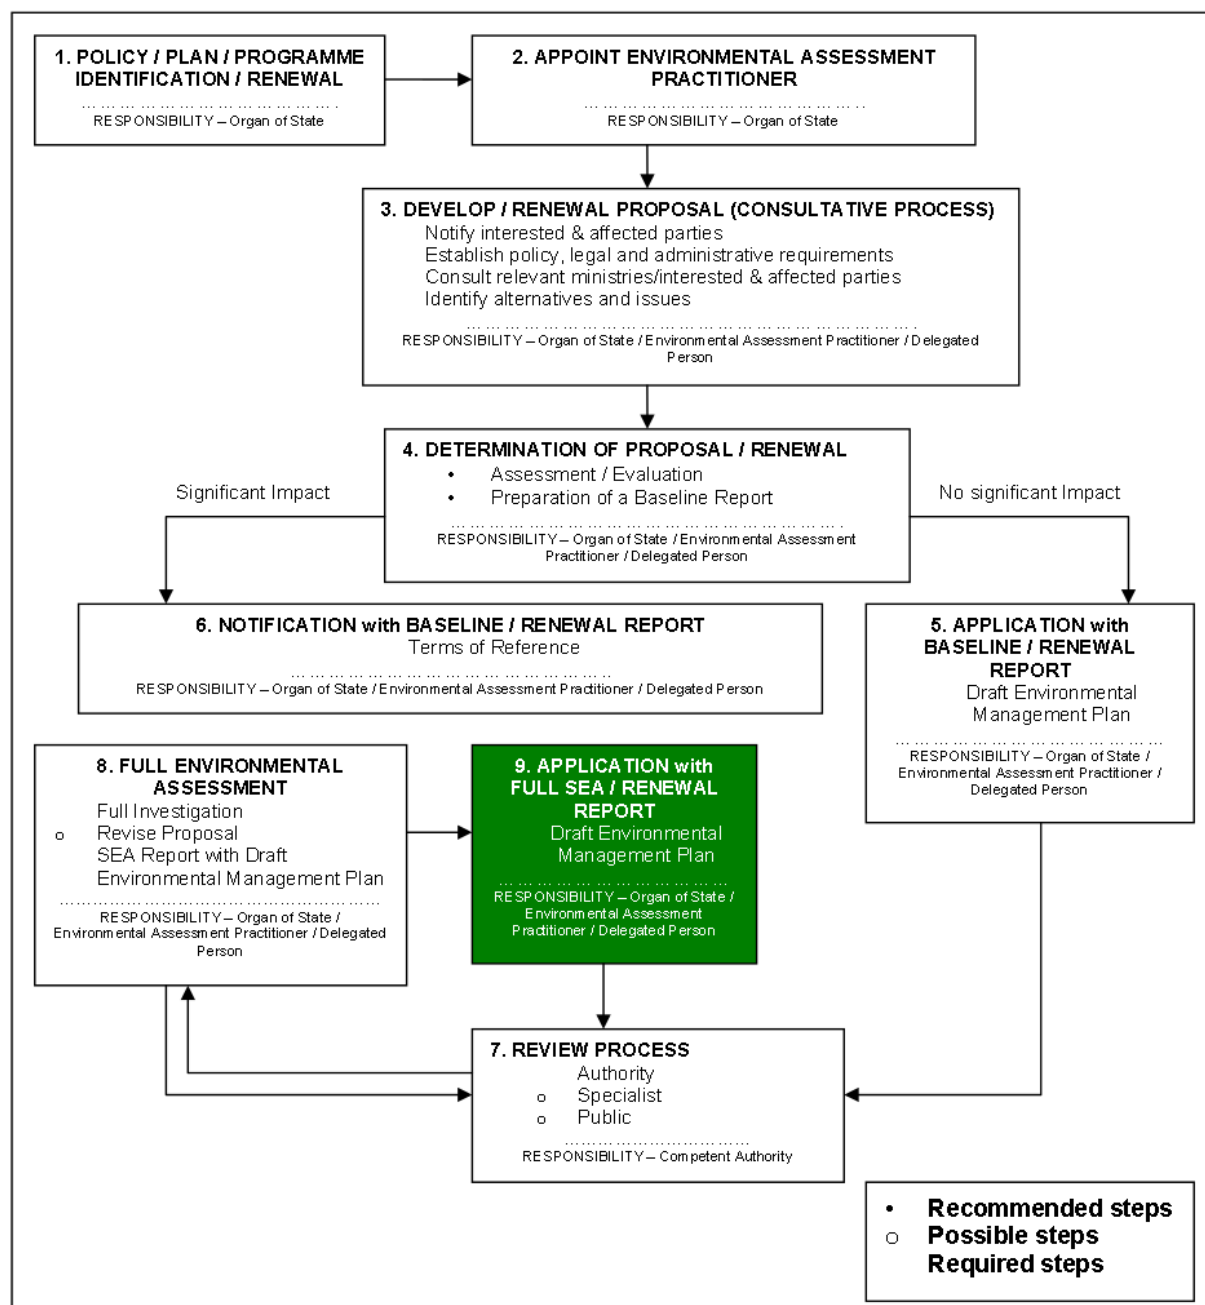 1. POLICY / PLAN / PROGRAMME
IDENTIFICATION / RENEWAL
………………………………….
RESPONSIBILITY – Organ of State
2. APPOINT ENVIRONMENTAL ASSESSMENT
PRACTITIONER
……………………………………..
RESPONSIBILITY – Organ of State
3. DEVELOP / RENEWAL PROPOSAL (CONSULTATIVE PROCESS)
Notify interested & affected parties
Establish policy, legal and administrative requirements
Consult relevant ministries/interested & affected parties
Identify alternatives and issues
…………………………………………………………….
RESPONSIBILITY – Organ of State / Environmental Assessment Practitioner / Delegated
Person
4. DETERMINATION OF PROPOSAL / RENEWAL
• Assessment / Evaluation
• Preparation of a Baseline Report
…………………………………………………….
RESPONSIBILITY – Organ of State / Environmental Assessment
Practitioner / Delegated Person
Significant Impact
No significant Impact
6. NOTIFICATION with BASELINE / RENEWAL REPORT
Terms of Reference
…………………………………………..
RESPONSIBILITY – Organ of State / Environmental Assessment Practitioner / Delegated Person
5. APPLICATION with
BASELINE / RENEWAL
REPORT
Draft Environmental
Management Plan
……………………………………
RESPONSIBILITY – Organ of State /
Environmental Assessment Practitioner /
Delegated Person
8. FULL ENVIRONMENTAL
ASSESSMENT
Full Investigation
o Revise Proposal
SEA Report with Draft
Environmental Management Plan
…………………………………………………
RESPONSIBILITY – Organ of State /
Environmental Assessment Practitioner / Delegated
Person
9. APPLICATION with
FULL SEA / RENEWAL
REPORT
Draft Environmental
Management Plan
………………………………
RESPONSIBILITY – Organ of State /
Environmental Assessment
Practitioner / Delegated Person
7. REVIEW PROCESS
Authority
o Specialist
o Public
……………………………
RESPONSIBILITY – Competent Authority
• Recommended steps
o Possible steps
Required steps